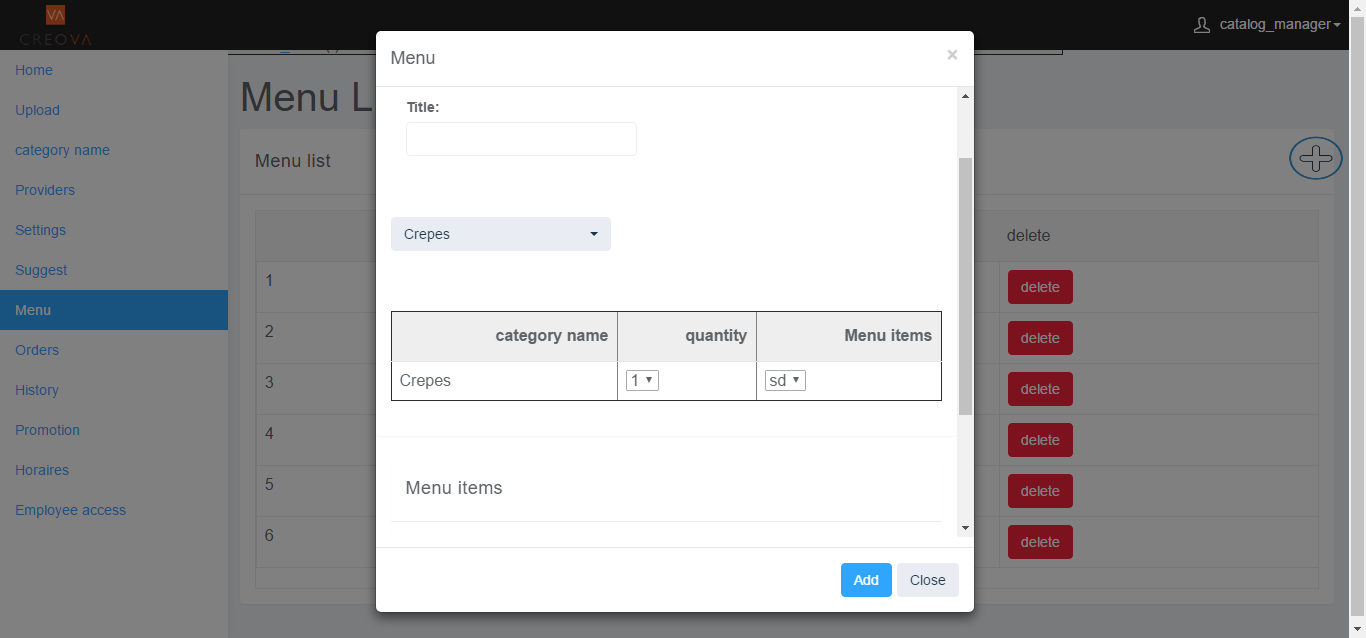 VA
CREOVA
catalog_manager
Home
Upload
category name
Providers
Settings
Suggest
Menu
Orders
History
Promotion
Horaires
Employee access
Menu L
Menu list
delete
1 delete
2 delete
3 delete
4 delete
5 delete
6 delete
Menu ×
Title:
Crepes
category name quantity Menu items
Crepes 1 sd
Menu items
Add Close